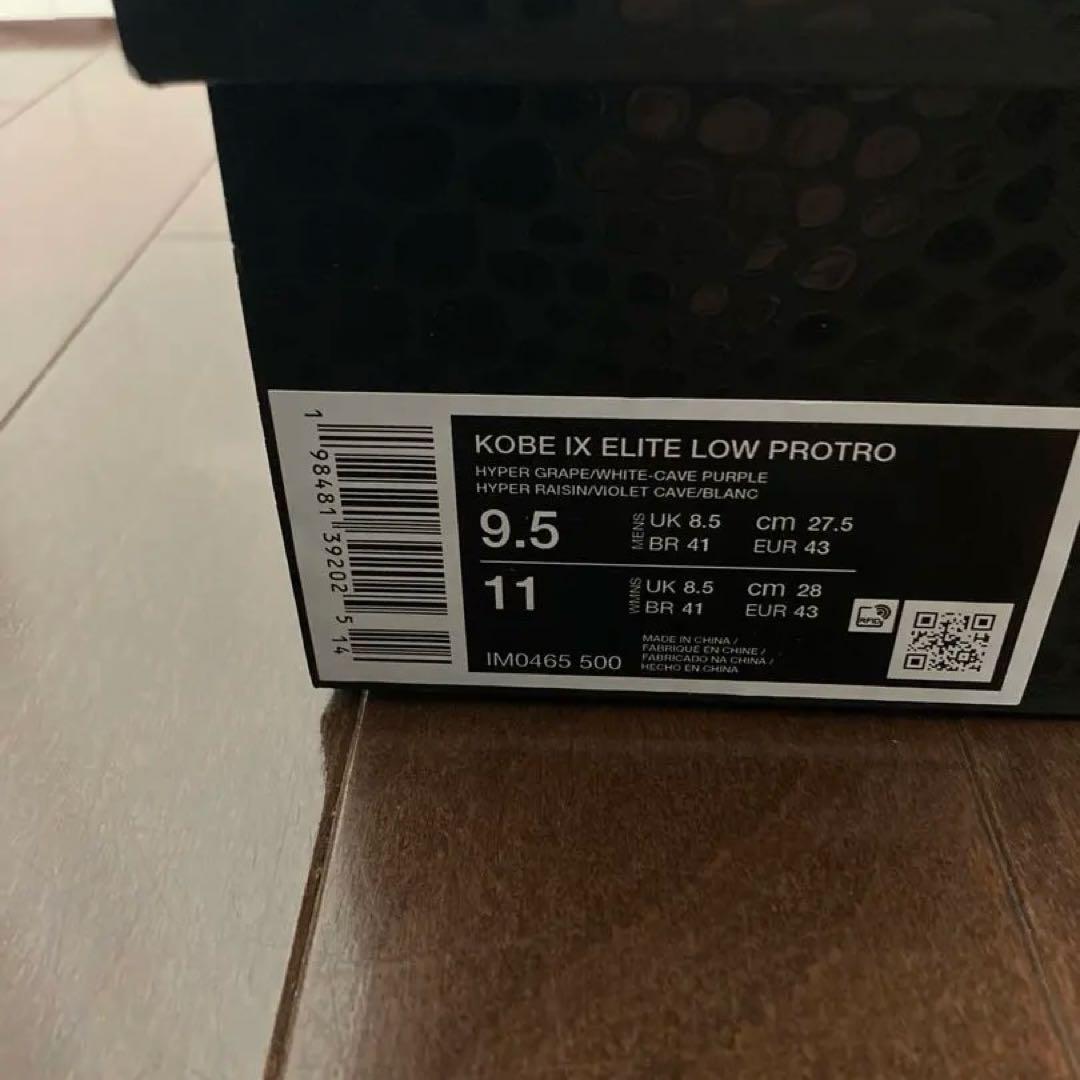 KOBE IX ELITE LOW PROTRO
HYPER GRAPE/WHITE-CAVE PURPLE
HYPER RAISIN/VIOLET CAVE/BLANC
9.5 MENS UK 8.5 cm 27.5
BR 41 EUR 43
11 WMNS UK 8.5 cm 28
BR 41 EUR 43
IM0465 500
MADE IN CHINA /
FABRIQUE EN CHINE /
FABRICADO NA CHINA /
HECHO EN CHINA
RFID
1 98481 39202 5 14